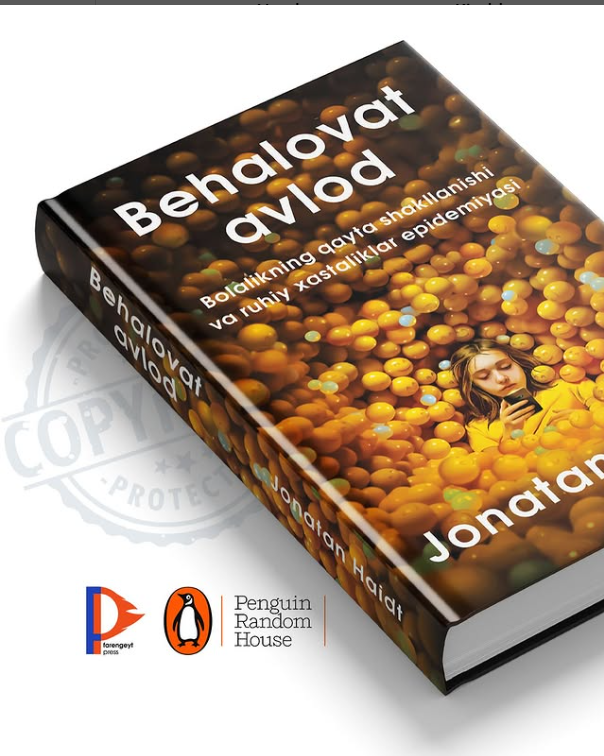 Behalovat
avlod
Bolalikning qayta shakllanishi
va ruhiy xastaliklar epidemiyasi
Jonatan
Behalovat
avlod
Jonatan Haidt
PROTEC
farengeyt
press
Penguin
Random
House